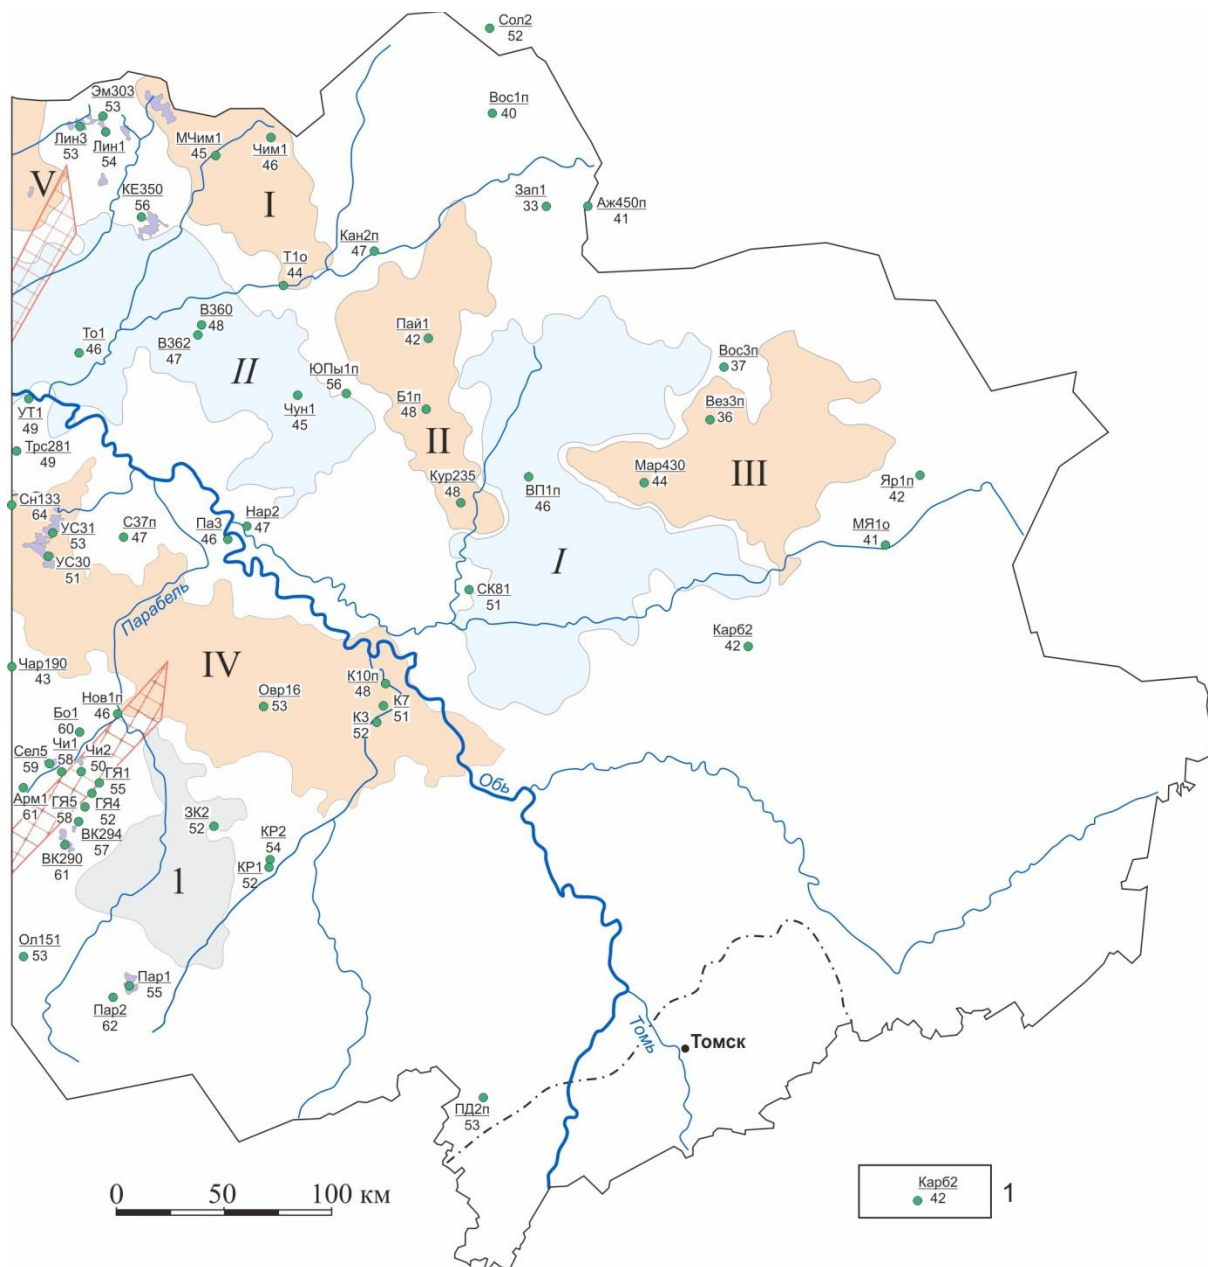 Сол2
52
Эм303
53
Вос1п
40
Лин3
53
Лин1
54
МЧим1
45
Чим1
46
V
I
КЕ350
56
Зап1
33
Аж450п
41
Кан2п
47
Т1о
44
В360
48
В362
47
Пай1
42
То1
46
II
ЮПы1п
56
Вос3п
37
УТ1
49
Чун1
45
Б1п
48
Вез3п
36
II
III
Трс281
49
Кур235
48
ВП1п
46
Мар430
44
Яр1п
42
Сн133
64
УС31
53
С37п
47
Па3
46
Нар2
47
МЯ1о
41
УС30
51
I
СК81
51
Парабель
Карб2
42
Чар190
43
IV
К10п
48
Нов1п
46
Овр16
53
К7
51
К3
52
Бо1
60
Сел5
59
Чи1
58
Чи2
50
ГЯ1
55
Обь
Арм1
61
ГЯ5
58
ГЯ4
52
ЗК2
52
ВК294
57
КР2
54
ВК290
61
КР1
52
1
Ол151
53
Пар1
55
Пар2
62
Томь
Томск
ПД2п
53
0 50 100 км
Карб2
42
1